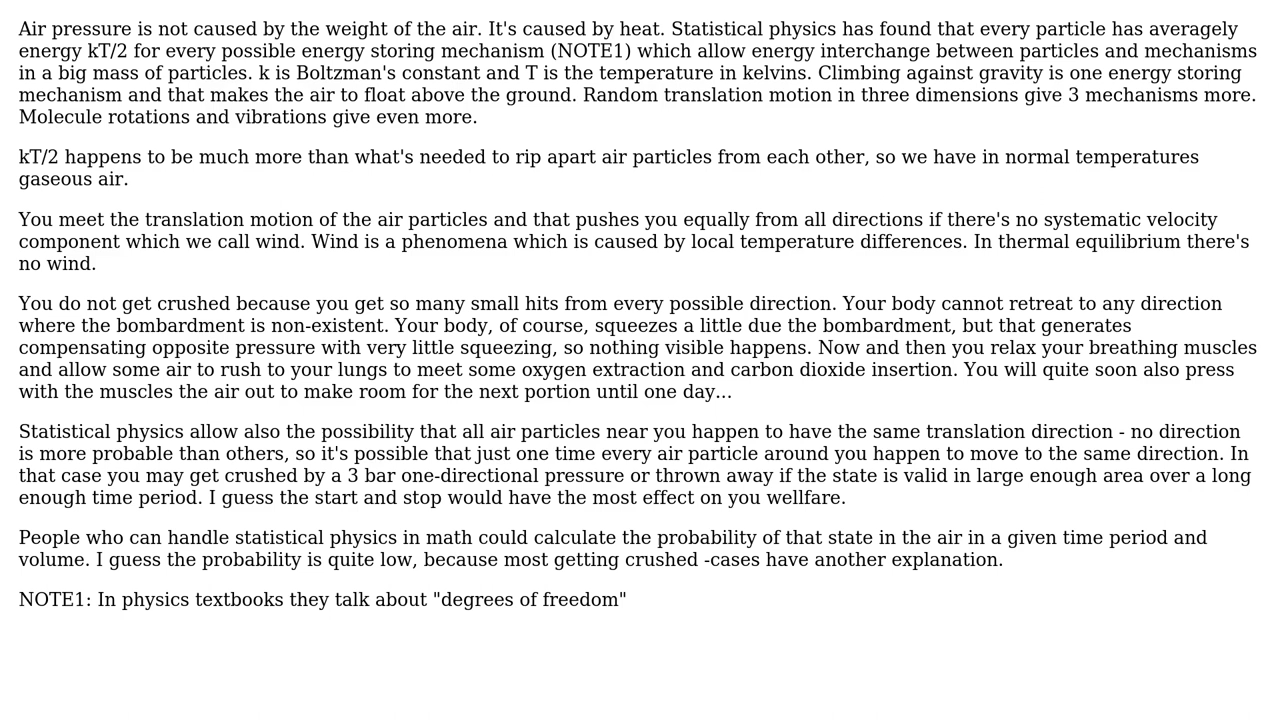 Air pressure is not caused by the weight of the air. It's caused by heat. Statistical physics has found that every particle has averagely
energy kT/2 for every possible energy storing mechanism (NOTE1) which allow energy interchange between particles and mechanisms
in a big mass of particles. k is Boltzman's constant and T is the temperature in kelvins. Climbing against gravity is one energy storing
mechanism and that makes the air to float above the ground. Random translation motion in three dimensions give 3 mechanisms more.
Molecule rotations and vibrations give even more.
kT/2 happens to be much more than what's needed to rip apart air particles from each other, so we have in normal temperatures
gaseous air.
You meet the translation motion of the air particles and that pushes you equally from all directions if there's no systematic velocity
component which we call wind. Wind is a phenomena which is caused by local temperature differences. In thermal equilibrium there's
no wind.
You do not get crushed because you get so many small hits from every possible direction. Your body cannot retreat to any direction
where the bombardment is non-existent. Your body, of course, squeezes a little due the bombardment, but that generates
compensating opposite pressure with very little squeezing, so nothing visible happens. Now and then you relax your breathing muscles
and allow some air to rush to your lungs to meet some oxygen extraction and carbon dioxide insertion. You will quite soon also press
with the muscles the air out to make room for the next portion until one day...
Statistical physics allow also the possibility that all air particles near you happen to have the same translation direction - no direction
is more probable than others, so it's possible that just one time every air particle around you happen to move to the same direction. In
that case you may get crushed by a 3 bar one-directional pressure or thrown away if the state is valid in large enough area over a long
enough time period. I guess the start and stop would have the most effect on you wellfare.
People who can handle statistical physics in math could calculate the probability of that state in the air in a given time period and
volume. I guess the probability is quite low, because most getting crushed -cases have another explanation.
NOTE1: In physics textbooks they talk about "degrees of freedom"